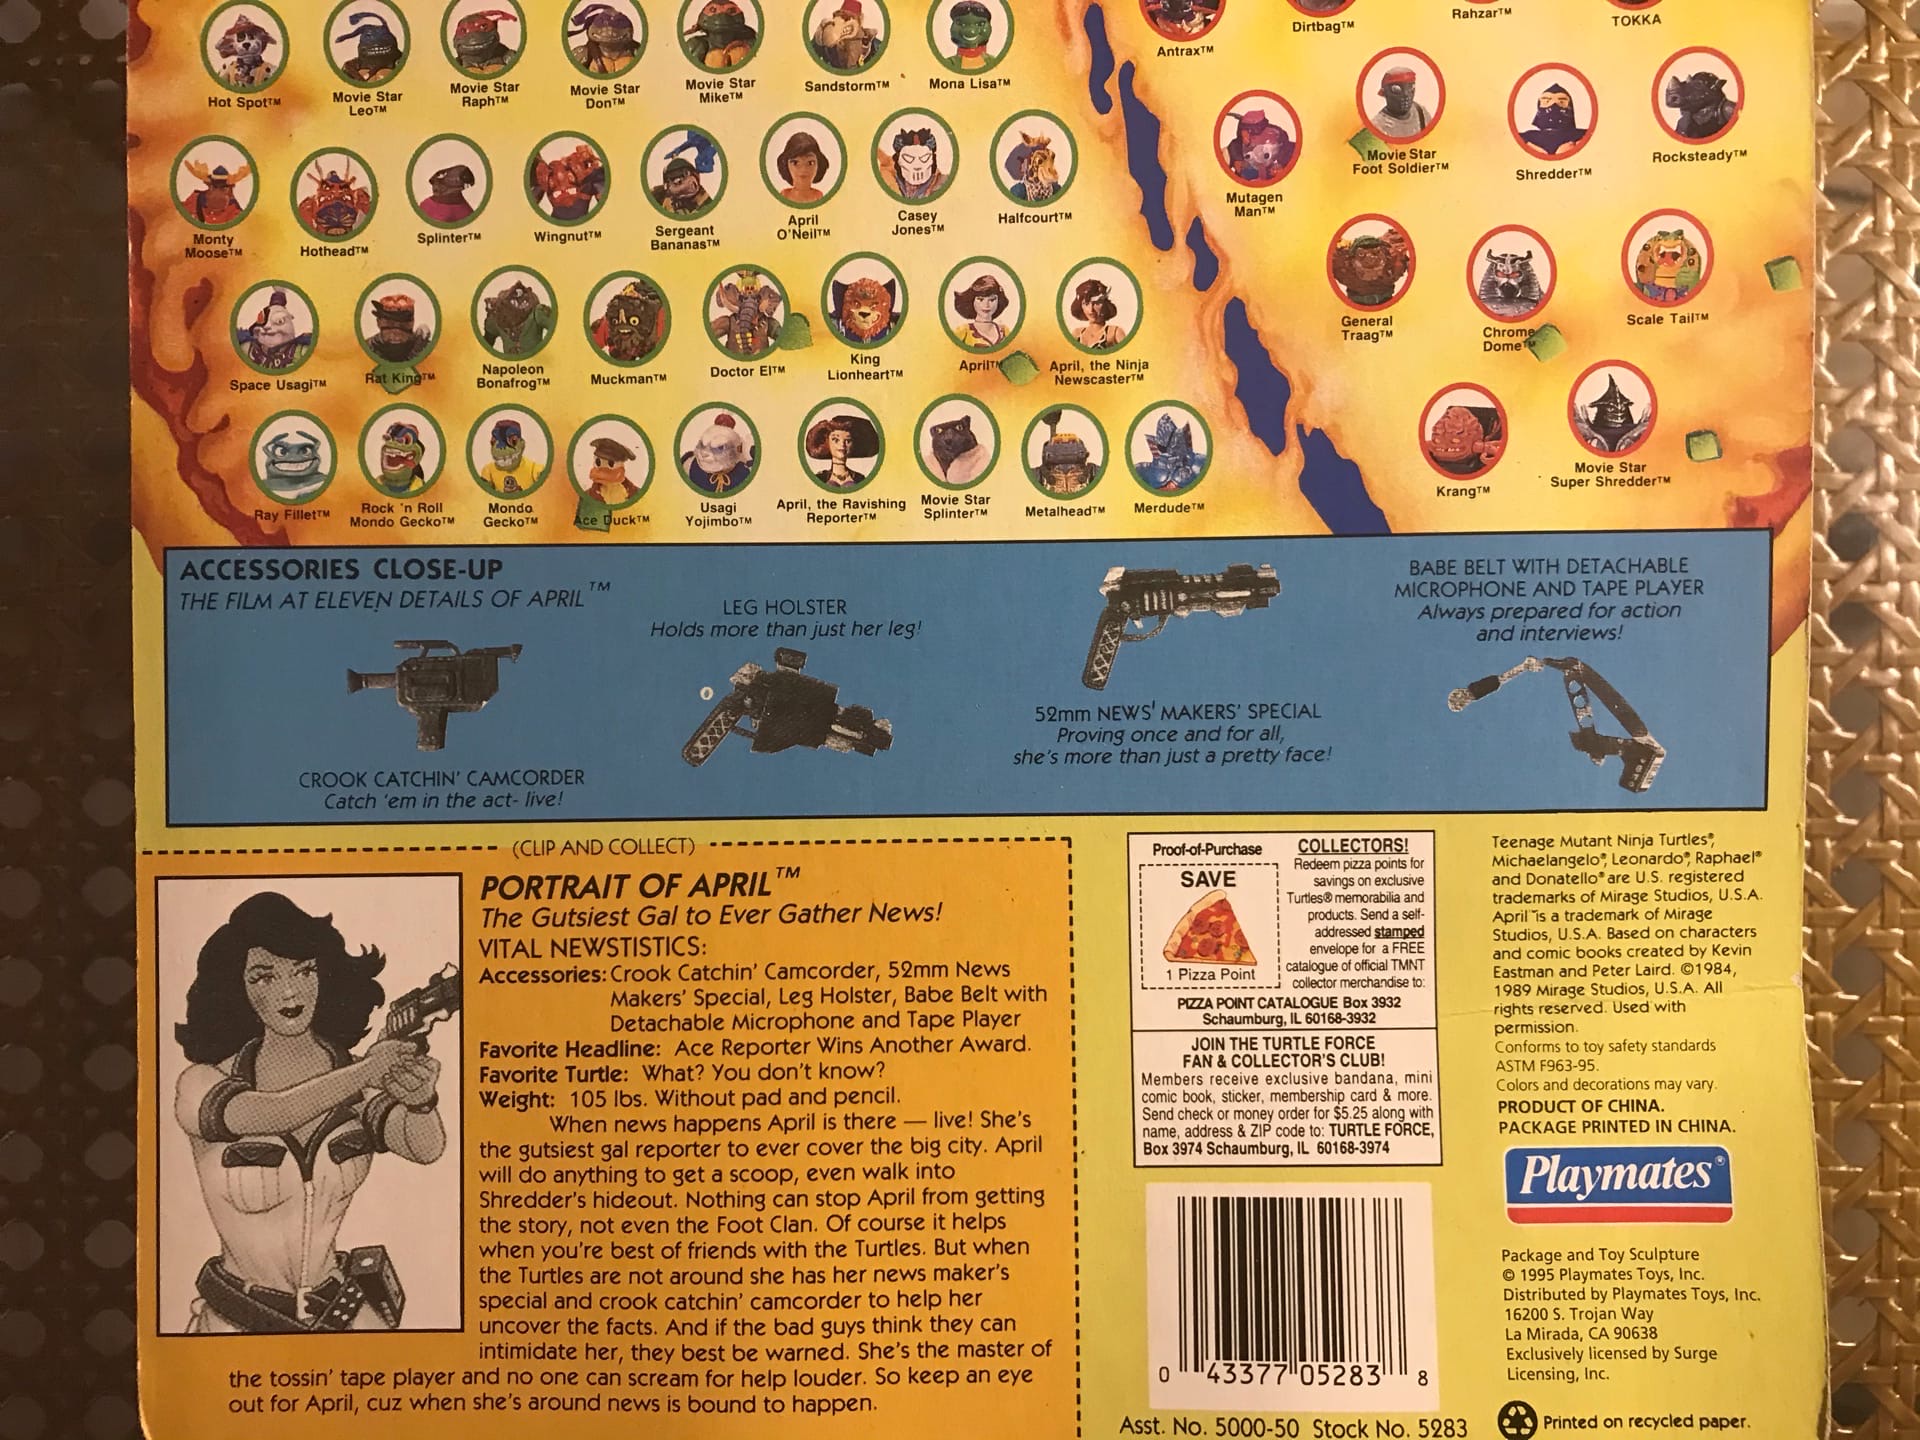 Hot Spot™
Movie Star
Leo™
Movie Star
Raph™
Movie Star
Don™
Movie Star
Mike™
Sandstorm™
Mona Lisa™
Antrax™
Dirtbag™
Rahzar™
TOKKA
Monty
Moose™
Hothead™
Splinter™
Wingnut™
Sergeant
Bananas™
April
O'Neil™
Casey
Jones™
Halfcourt™
Mutagen
Man™
Movie Star
Foot Soldier™
Shredder™
Rocksteady™
Space Usagi™
Rat King™
Napoleon
Bonafrog™
Muckman™
Doctor El™
King
Lionheart™
April™
April, the Ninja
Newscaster™
General
Traag™
Chrome
Dome™
Scale Tail™
Ray Fillet™
Rock 'n Roll
Mondo Gecko™
Mondo
Gecko™
Ace Duck™
Usagi
Yojimbo™
April, the Ravishing
Reporter™
Movie Star
Splinter™
Metalhead™
Merdude™
Krang™
Movie Star
Super Shredder™
ACCESSORIES CLOSE-UP
THE FILM AT ELEVEN DETAILS OF APRIL™
CROOK CATCHIN' CAMCORDER
Catch 'em in the act- live!
LEG HOLSTER
Holds more than just her leg!
52mm NEWS' MAKERS' SPECIAL
Proving once and for all,
she's more than just a pretty face!
BABE BELT WITH DETACHABLE
MICROPHONE AND TAPE PLAYER
Always prepared for action
and interviews!
(CLIP AND COLLECT)
PORTRAIT OF APRIL™
The Gutsiest Gal to Ever Gather News!
VITAL NEWSTISTICS:
Accessories: Crook Catchin' Camcorder, 52mm News
Makers' Special, Leg Holster, Babe Belt with
Detachable Microphone and Tape Player
Favorite Headline: Ace Reporter Wins Another Award.
Favorite Turtle: What? You don't know?
Weight: 105 lbs. Without pad and pencil.
When news happens April is there — live! She's
the gutsiest gal reporter to ever cover the big city. April
will do anything to get a scoop, even walk into
Shredder's hideout. Nothing can stop April from getting
the story, not even the Foot Clan. Of course it helps
when you're best of friends with the Turtles. But when
the Turtles are not around she has her news maker's
special and crook catchin' camcorder to help her
uncover the facts. And if the bad guys think they can
intimidate her, they best be warned. She's the master of
the tossin' tape player and no one can scream for help louder. So keep an eye
out for April, cuz when she's around news is bound to happen.
Proof-of-Purchase
SAVE
1 Pizza Point
COLLECTORS!
Redeem pizza points for
savings on exclusive
Turtles® memorabilia and
products. Send a self-
addressed stamped
envelope for a FREE
catalogue of official TMNT
collector merchandise to:
PIZZA POINT CATALOGUE Box 3932
Schaumburg, IL 60168-3932
JOIN THE TURTLE FORCE
FAN & COLLECTOR'S CLUB!
Members receive exclusive bandana, mini
comic book, sticker, membership card & more.
Send check or money order for $5.25 along with
name, address & ZIP code to: TURTLE FORCE,
Box 3974 Schaumburg, IL 60168-3974
0 43377 05283 8
Asst. No. 5000-50 Stock No. 5283
Teenage Mutant Ninja Turtles®,
Michaelangelo®, Leonardo®, Raphael®
and Donatello® are U.S. registered
trademarks of Mirage Studios, U.S.A.
April™ is a trademark of Mirage
Studios, U.S.A. Based on characters
and comic books created by Kevin
Eastman and Peter Laird. ©1984,
1989 Mirage Studios, U.S.A. All
rights reserved. Used with
permission.
Conforms to toy safety standards
ASTM F963-95.
Colors and decorations may vary.
PRODUCT OF CHINA.
PACKAGE PRINTED IN CHINA.
Playmates®
Package and Toy Sculpture
© 1995 Playmates Toys, Inc.
Distributed by Playmates Toys, Inc.
16200 S. Trojan Way
La Mirada, CA 90638
Exclusively licensed by Surge
Licensing, Inc.
Printed on recycled paper.